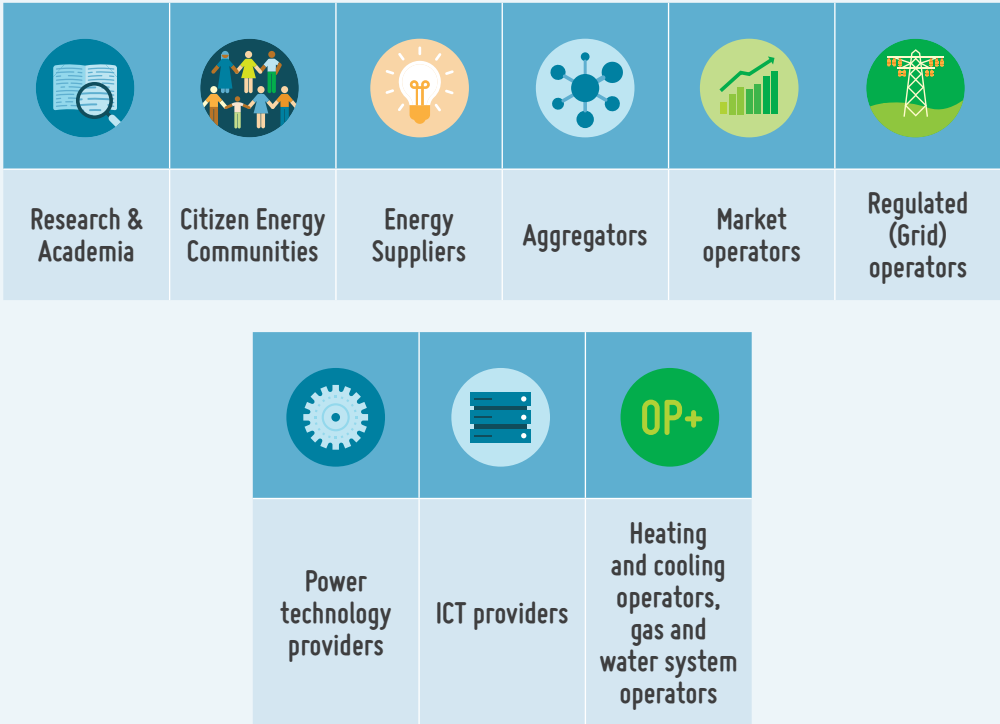 Research &
Academia
Citizen Energy
Communities
Energy
Suppliers
Aggregators
Market
operators
Regulated
(Grid)
operators
OP+
Power
technology
providers
ICT providers
Heating
and cooling
operators,
gas and
water system
operators